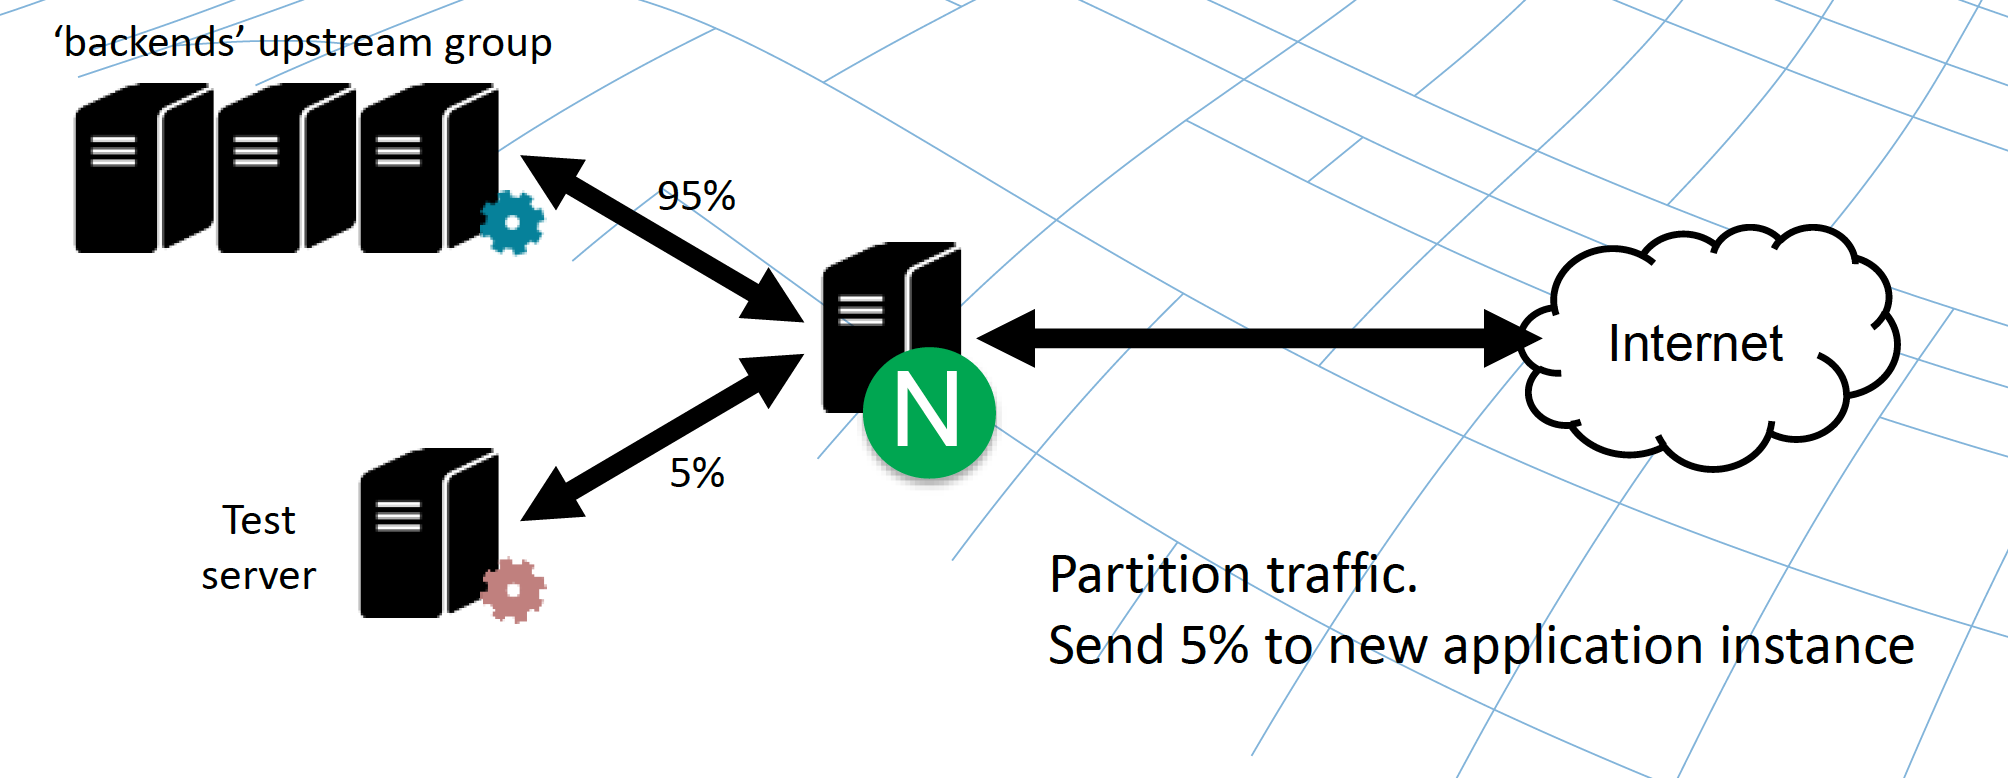 ‘backends’ upstream group
95%
N
Internet
5%
Test
server
Partition traffic.
Send 5% to new application instance